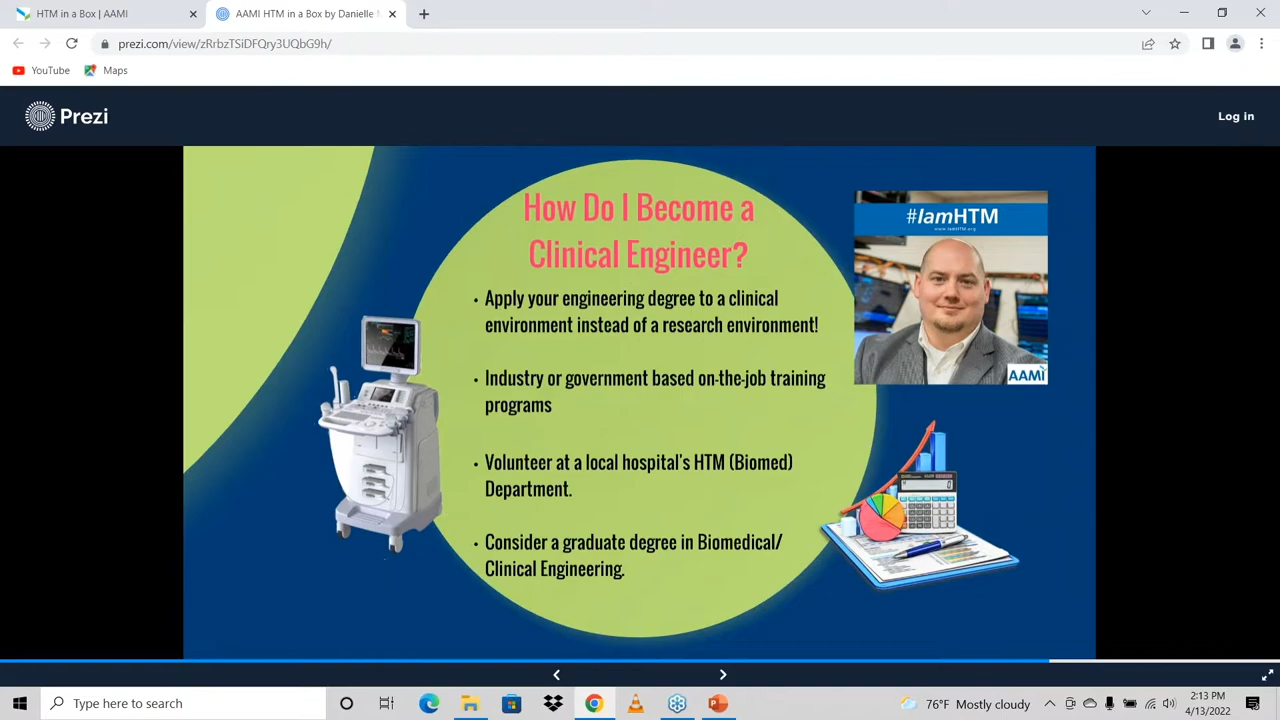 HTM in a Box | AAMI
AAMI HTM in a Box by Danielle
prezi.com/view/zRrbzTSiDFQry3UQbG9h/
YouTube
Maps
Prezi
Log in
How Do I Become a
Clinical Engineer?
• Apply your engineering degree to a clinical
environment instead of a research environment!
• Industry or government based on-the-job training
programs
• Volunteer at a local hospital's HTM (Biomed)
Department.
• Consider a graduate degree in Biomedical/
Clinical Engineering.
#IamHTM
www.IamHTM.org
AAMI
Type here to search
76°F Mostly cloudy
2:13 PM
4/13/2022